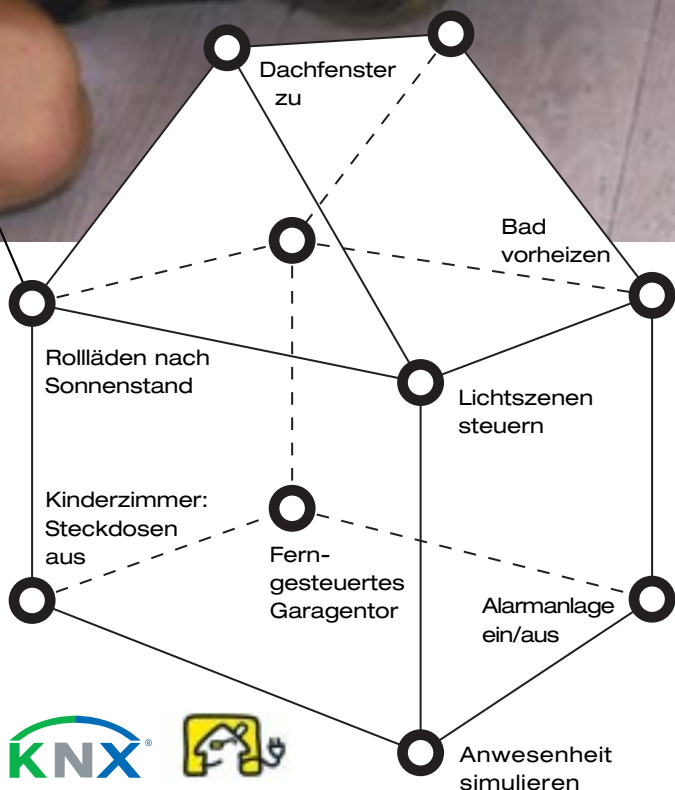 Dachfenster
zu
Bad
vorheizen
Rollläden nach
Sonnenstand
Lichtszenen
steuern
Kinderzimmer:
Steckdosen
aus
Fern-
gesteuertes
Garagentor
Alarmanlage
ein/aus
KNX®
Anwesenheit
simulieren